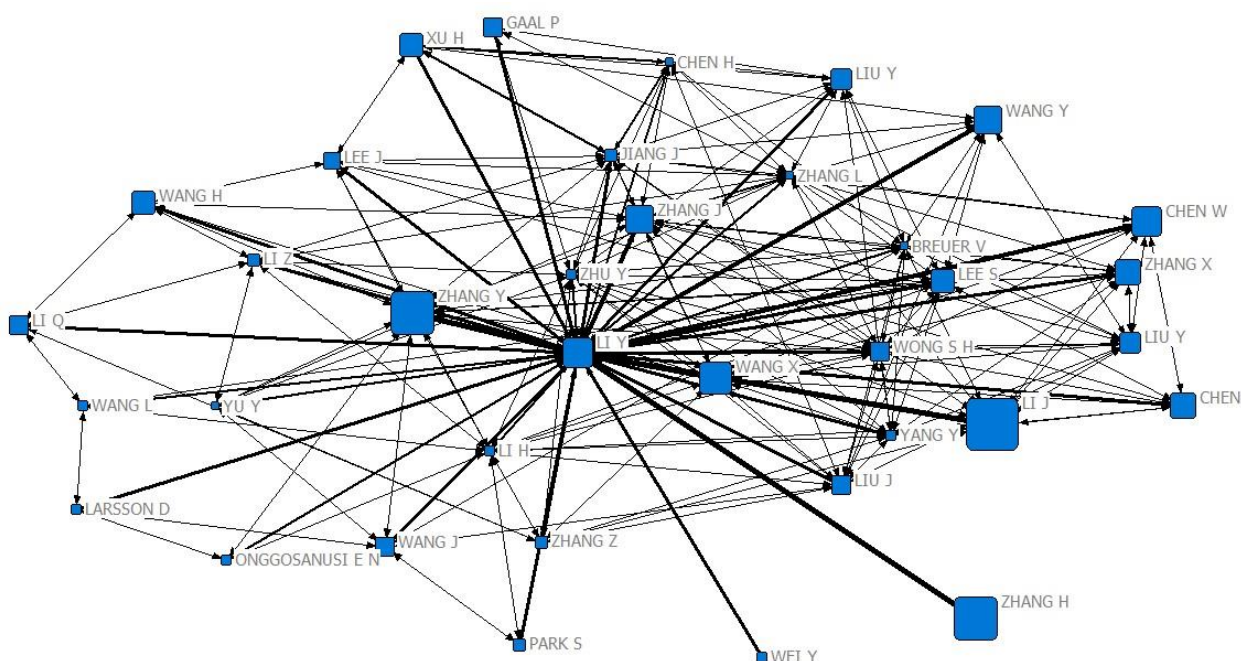 GAAL P
XU H
CHEN H
LIU Y
WANG Y
JIANG J
LEE J
ZHANG L
WANG H
ZHANG J
CHEN W
BREUER V
LI Z
ZHU Y
LEE S
ZHANG X
ZHANG Y
LI Q
LI Y
WONG S H
LIU Y
WANG X
WANG L
YU Y
LI J
CHEN
YANG Y
LI H
LIU J
LARSSON D
WANG J
ZHANG Z
ONGGOSANUSI E N
ZHANG H
PARK S
WEI Y